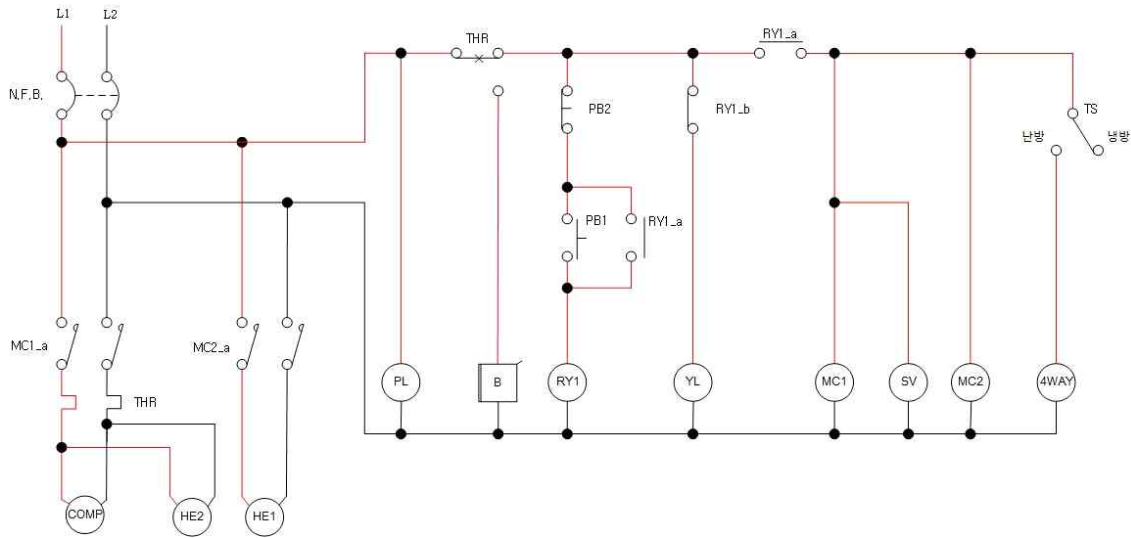 L1
L2
N.F.B.
THR
RY1_a
PB2
RY1_b
TS
난방
냉방
PB1
RY1_a
MC1_a
MC2_a
PL
B
RY1
YL
MC1
SV
MC2
4WAY
THR
COMP
HE2
HE1